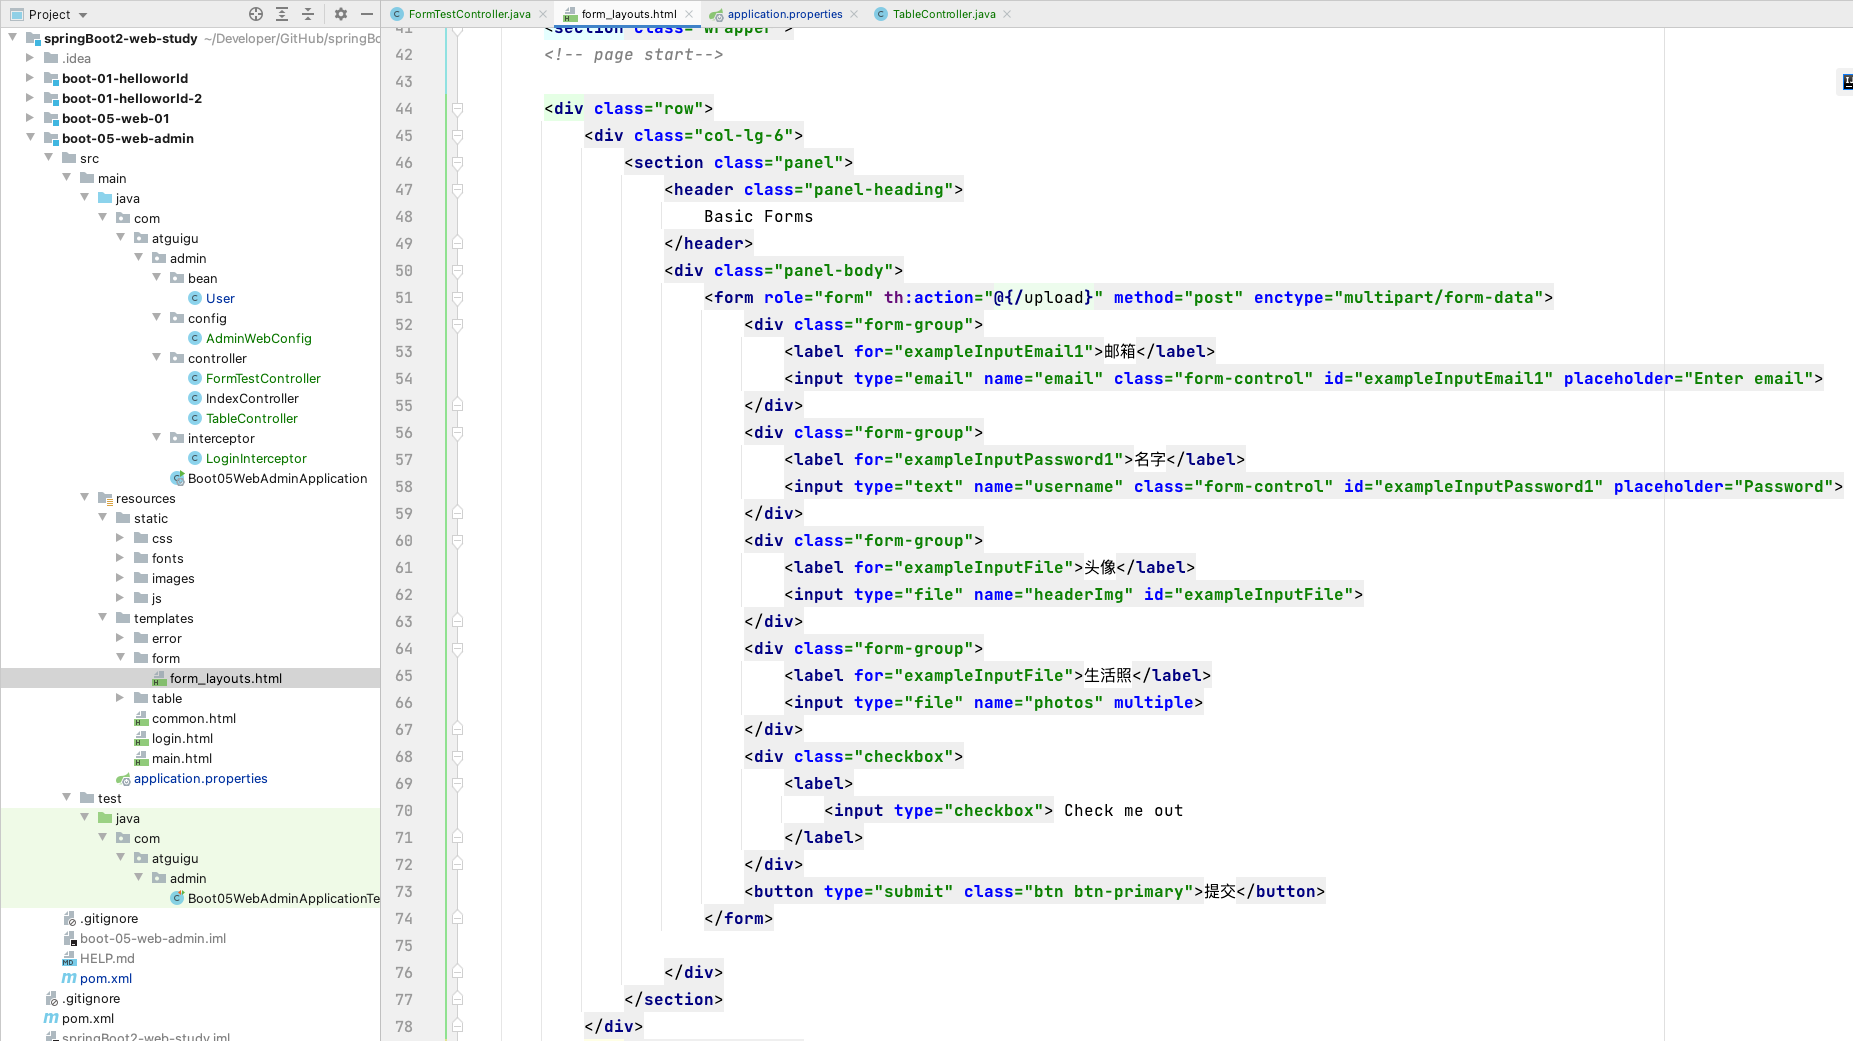 Project
springBoot2-web-study ~/Developer/GitHub/springBo
.idea
boot-01-helloworld
boot-01-helloworld-2
boot-05-web-01
boot-05-web-admin
src
main
java
com
atguigu
admin
bean
User
config
AdminWebConfig
controller
FormTestController
IndexController
TableController
interceptor
LoginInterceptor
Boot05WebAdminApplication
resources
static
css
fonts
images
js
templates
error
form
form_layouts.html
table
common.html
login.html
main.html
application.properties
test
java
com
atguigu
admin
Boot05WebAdminApplicationTe
.gitignore
boot-05-web-admin.iml
HELP.md
pom.xml
.gitignore
pom.xml
springBoot2-web-study.iml
FormTestController.java form_layouts.html application.properties TableController.java
41 <section class="wrapper">
42 <!-- page start-->
43
44 <div class="row">
45 <div class="col-lg-6">
46 <section class="panel">
47 <header class="panel-heading">
48 Basic Forms
49 </header>
50 <div class="panel-body">
51 <form role="form" th:action="@{/upload}" method="post" enctype="multipart/form-data">
52 <div class="form-group">
53 <label for="exampleInputEmail1">邮箱</label>
54 <input type="email" name="email" class="form-control" id="exampleInputEmail1" placeholder="Enter email">
55 </div>
56 <div class="form-group">
57 <label for="exampleInputPassword1">名字</label>
58 <input type="text" name="username" class="form-control" id="exampleInputPassword1" placeholder="Password">
59 </div>
60 <div class="form-group">
61 <label for="exampleInputFile">头像</label>
62 <input type="file" name="headerImg" id="exampleInputFile">
63 </div>
64 <div class="form-group">
65 <label for="exampleInputFile">生活照</label>
66 <input type="file" name="photos" multiple>
67 </div>
68 <div class="checkbox">
69 <label>
70 <input type="checkbox"> Check me out
71 </label>
72 </div>
73 <button type="submit" class="btn btn-primary">提交</button>
74 </form>
75
76 </div>
77 </section>
78 </div>